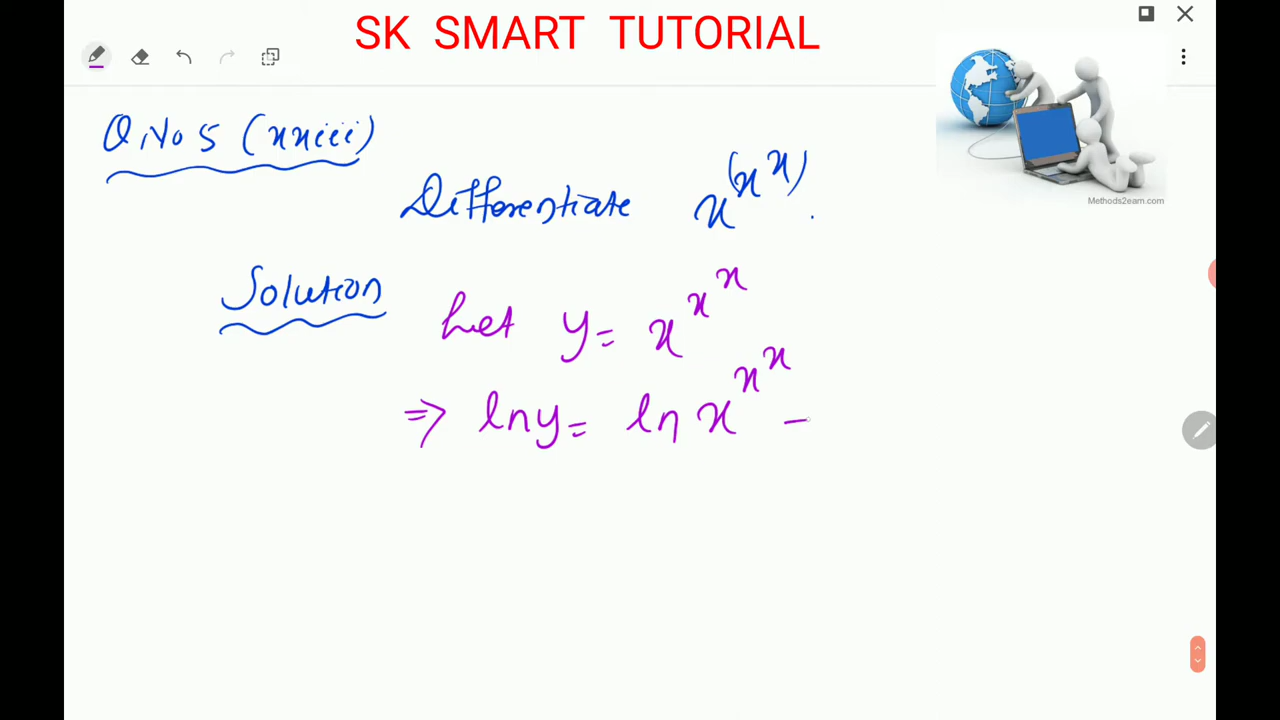 SK SMART TUTORIAL
Q No 5 (xxiii)
Differentiate x^(x^x).
Methods2earn.com
Solution
Let y = x^x^x
⇒ ln y = ln x^x^x –